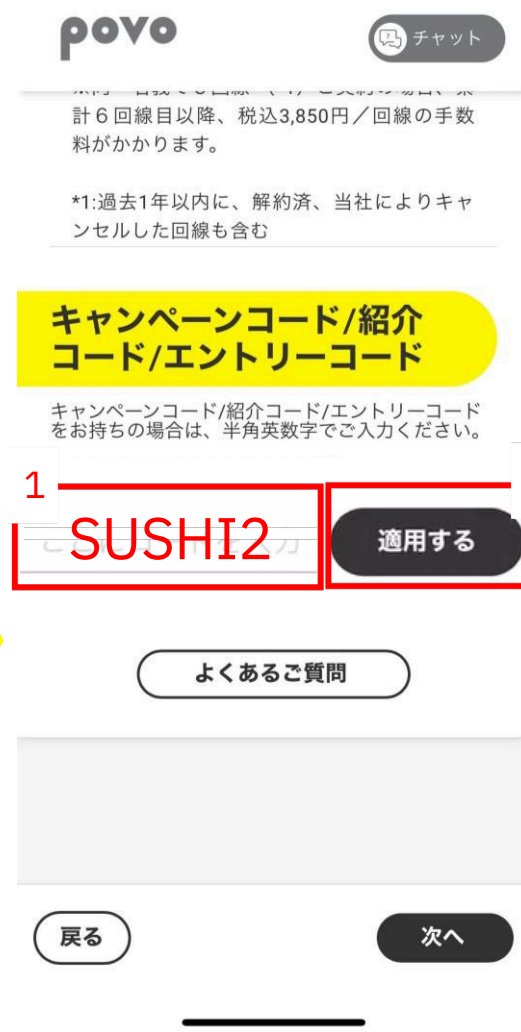 povo
チャット
計6回線目以降、税込3,850円／回線の手数
料がかかります。
*1:過去1年以内に、解約済、当社によりキャ
ンセルした回線も含む
キャンペーンコード/紹介
コード/エントリーコード
キャンペーンコード/紹介コード/エントリーコード
をお持ちの場合は、半角英数字でご入力ください。
1
SUSHI2
適用する
よくあるご質問
戻る
次へ